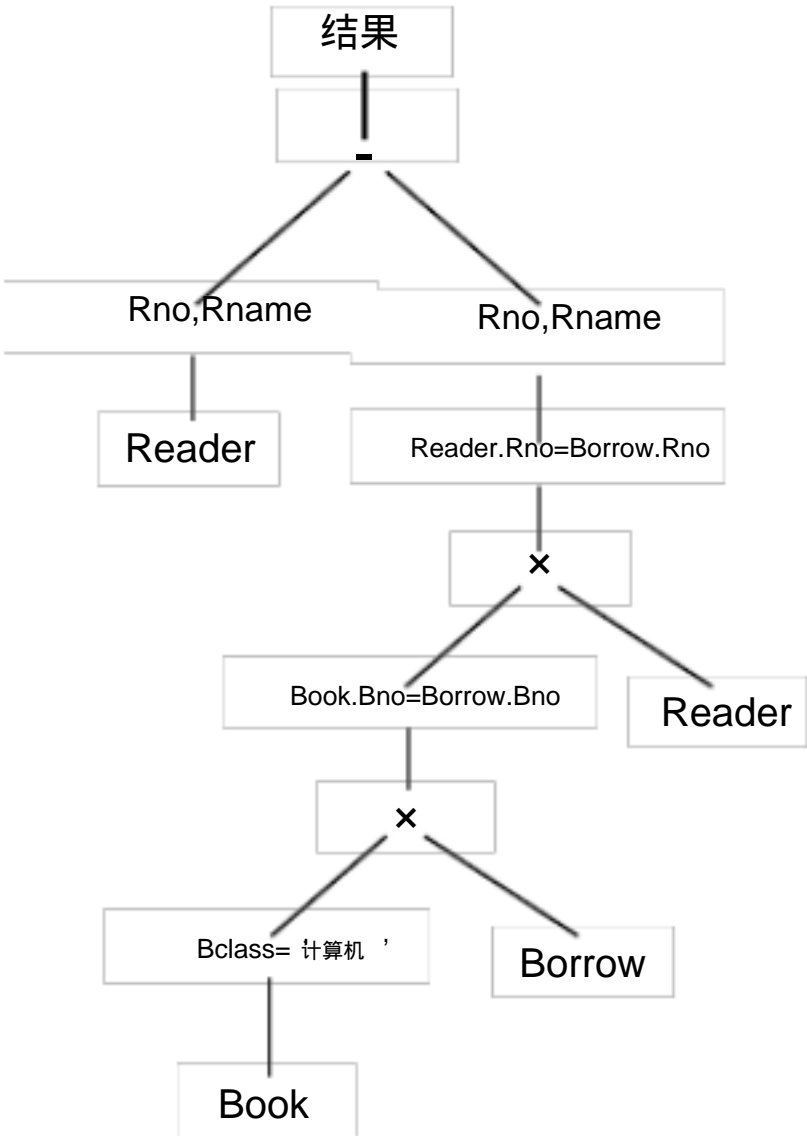 结果
-
Rno,Rname
Rno,Rname
Reader
Reader.Rno=Borrow.Rno
×
Book.Bno=Borrow.Bno
Reader
×
Bclass= ‘计算机 ’
Borrow
Book